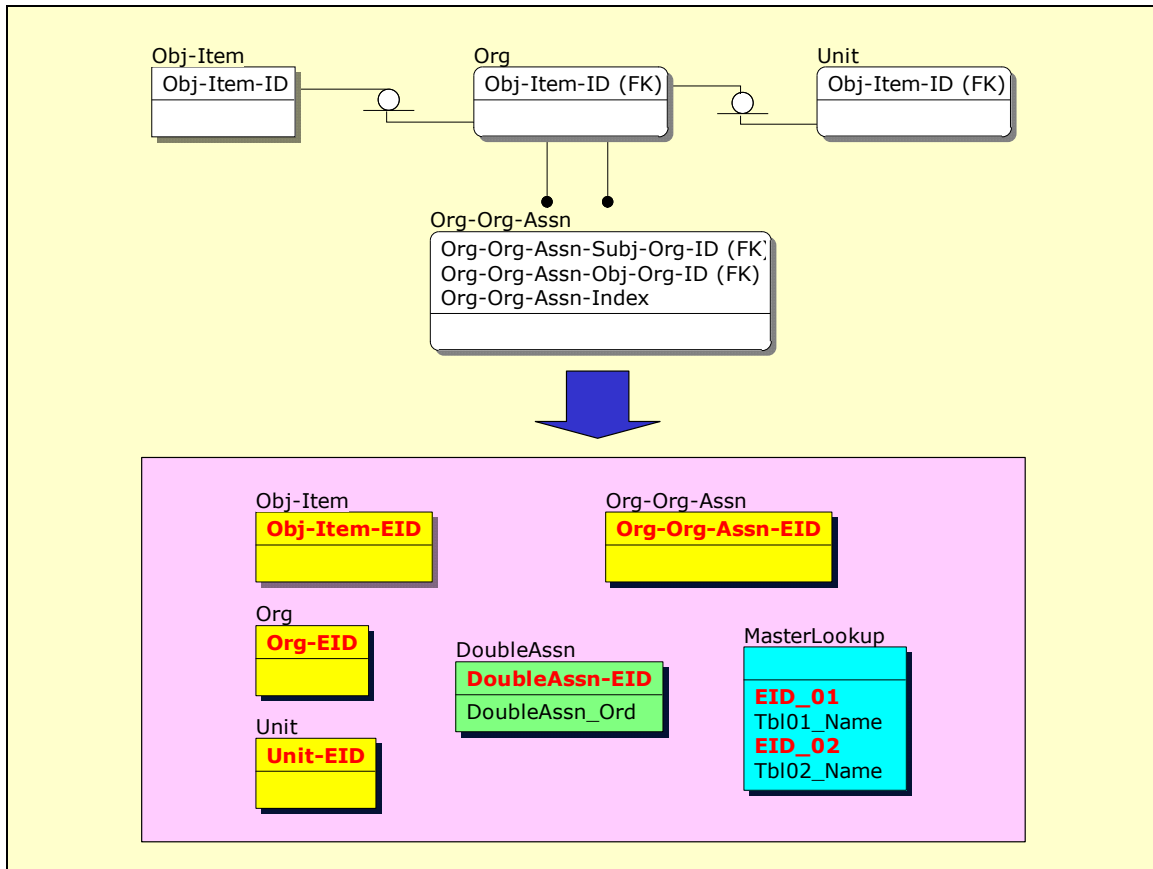 Obj-Item
Obj-Item-ID
Org
Obj-Item-ID (FK)
Unit
Obj-Item-ID (FK)
Org-Org-Assn
Org-Org-Assn-Subj-Org-ID (FK)
Org-Org-Assn-Obj-Org-ID (FK)
Org-Org-Assn-Index
Obj-Item
Obj-Item-EID
Org-Org-Assn
Org-Org-Assn-EID
Org
Org-EID
Unit
Unit-EID
DoubleAssn
DoubleAssn-EID
DoubleAssn_Ord
MasterLookup
EID_01
Tbl01_Name
EID_02
Tbl02_Name